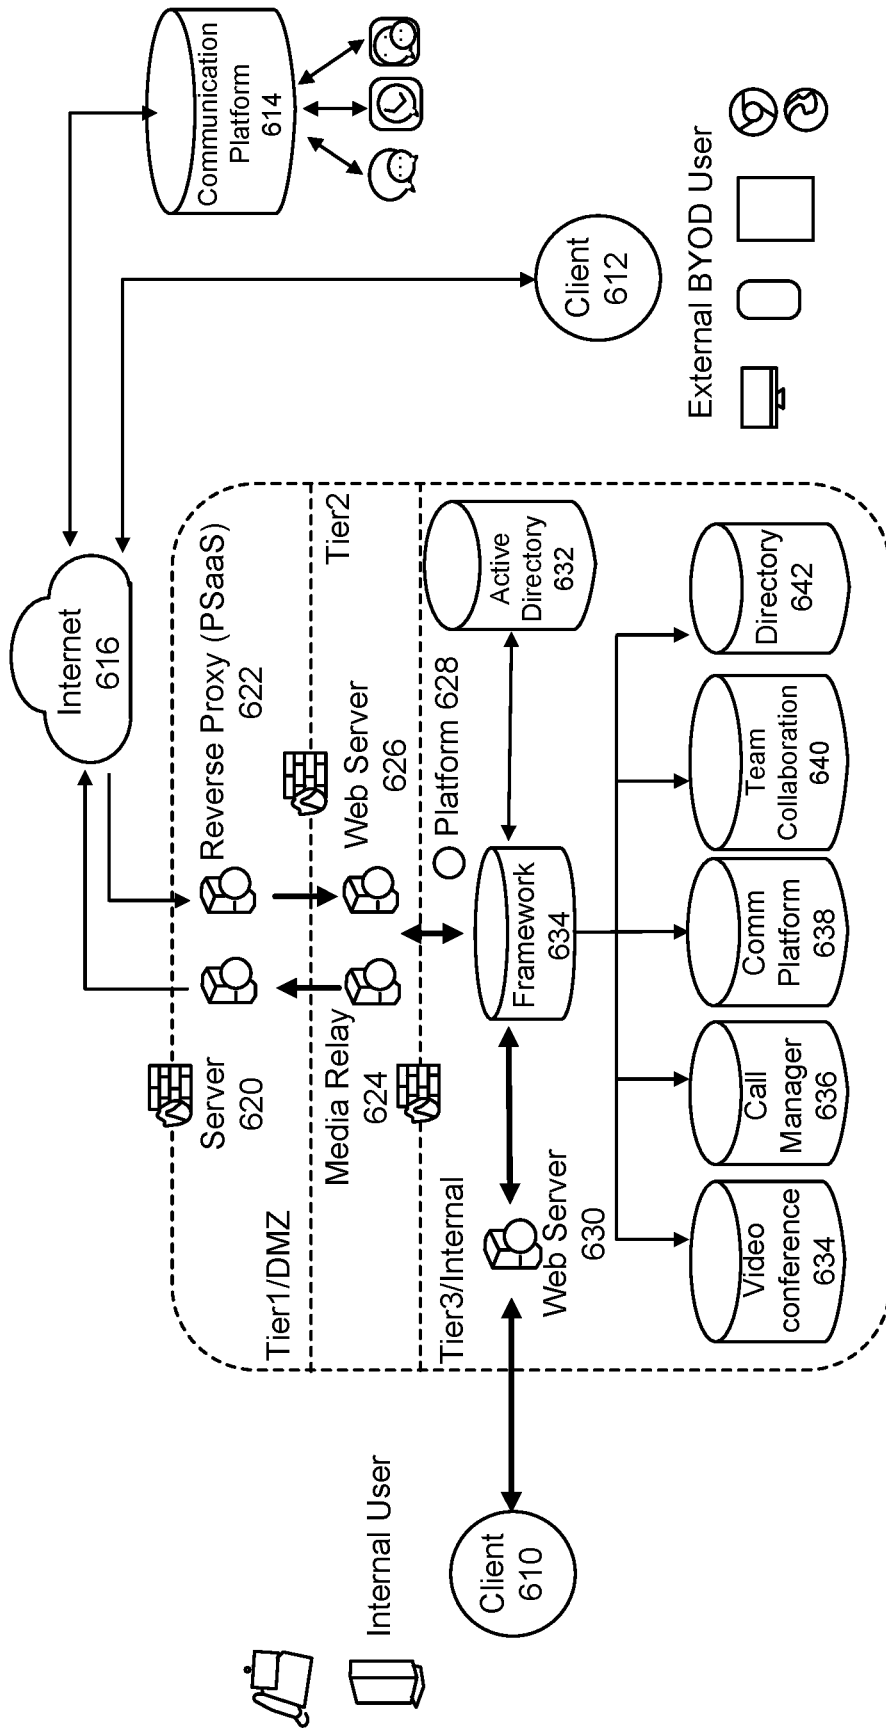 Internet
616
Communication
Platform
614
Tier1/DMZ
Server
620
Reverse Proxy (PSaaS)
622
Tier2
Media Relay
624
Web Server
626
Internal User
Client
610
Tier3/Internal
Platform 628
Web Server
630
Framework
634
Active
Directory
632
Client
612
External BYOD User
Video
conference
634
Call
Manager
636
Comm
Platform
638
Team
Collaboration
640
Directory
642